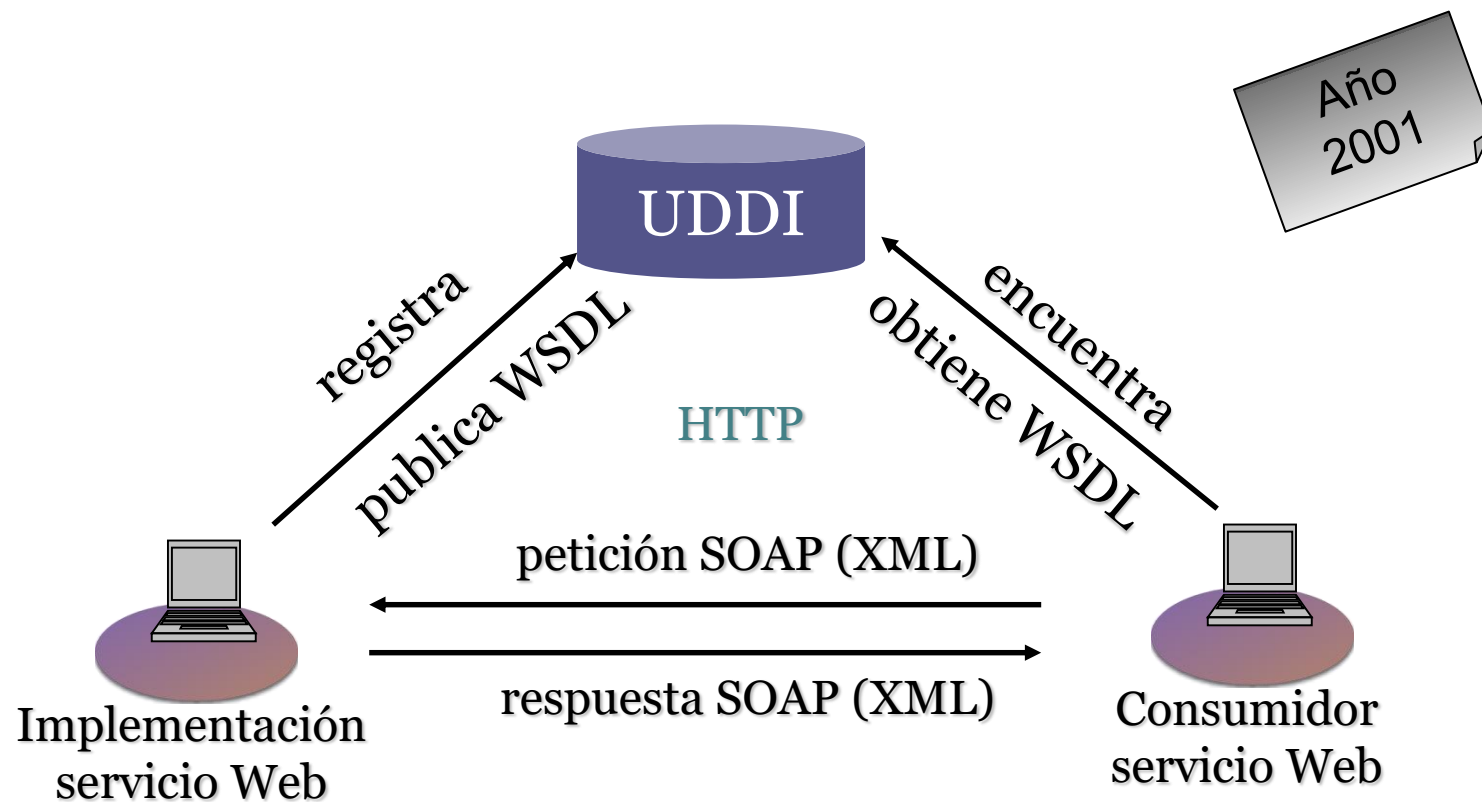 Año
2001
UDDI
registra
publica WSDL
encuentra
obtiene WSDL
HTTP
petición SOAP (XML)
respuesta SOAP (XML)
Implementación
servicio Web
Consumidor
servicio Web